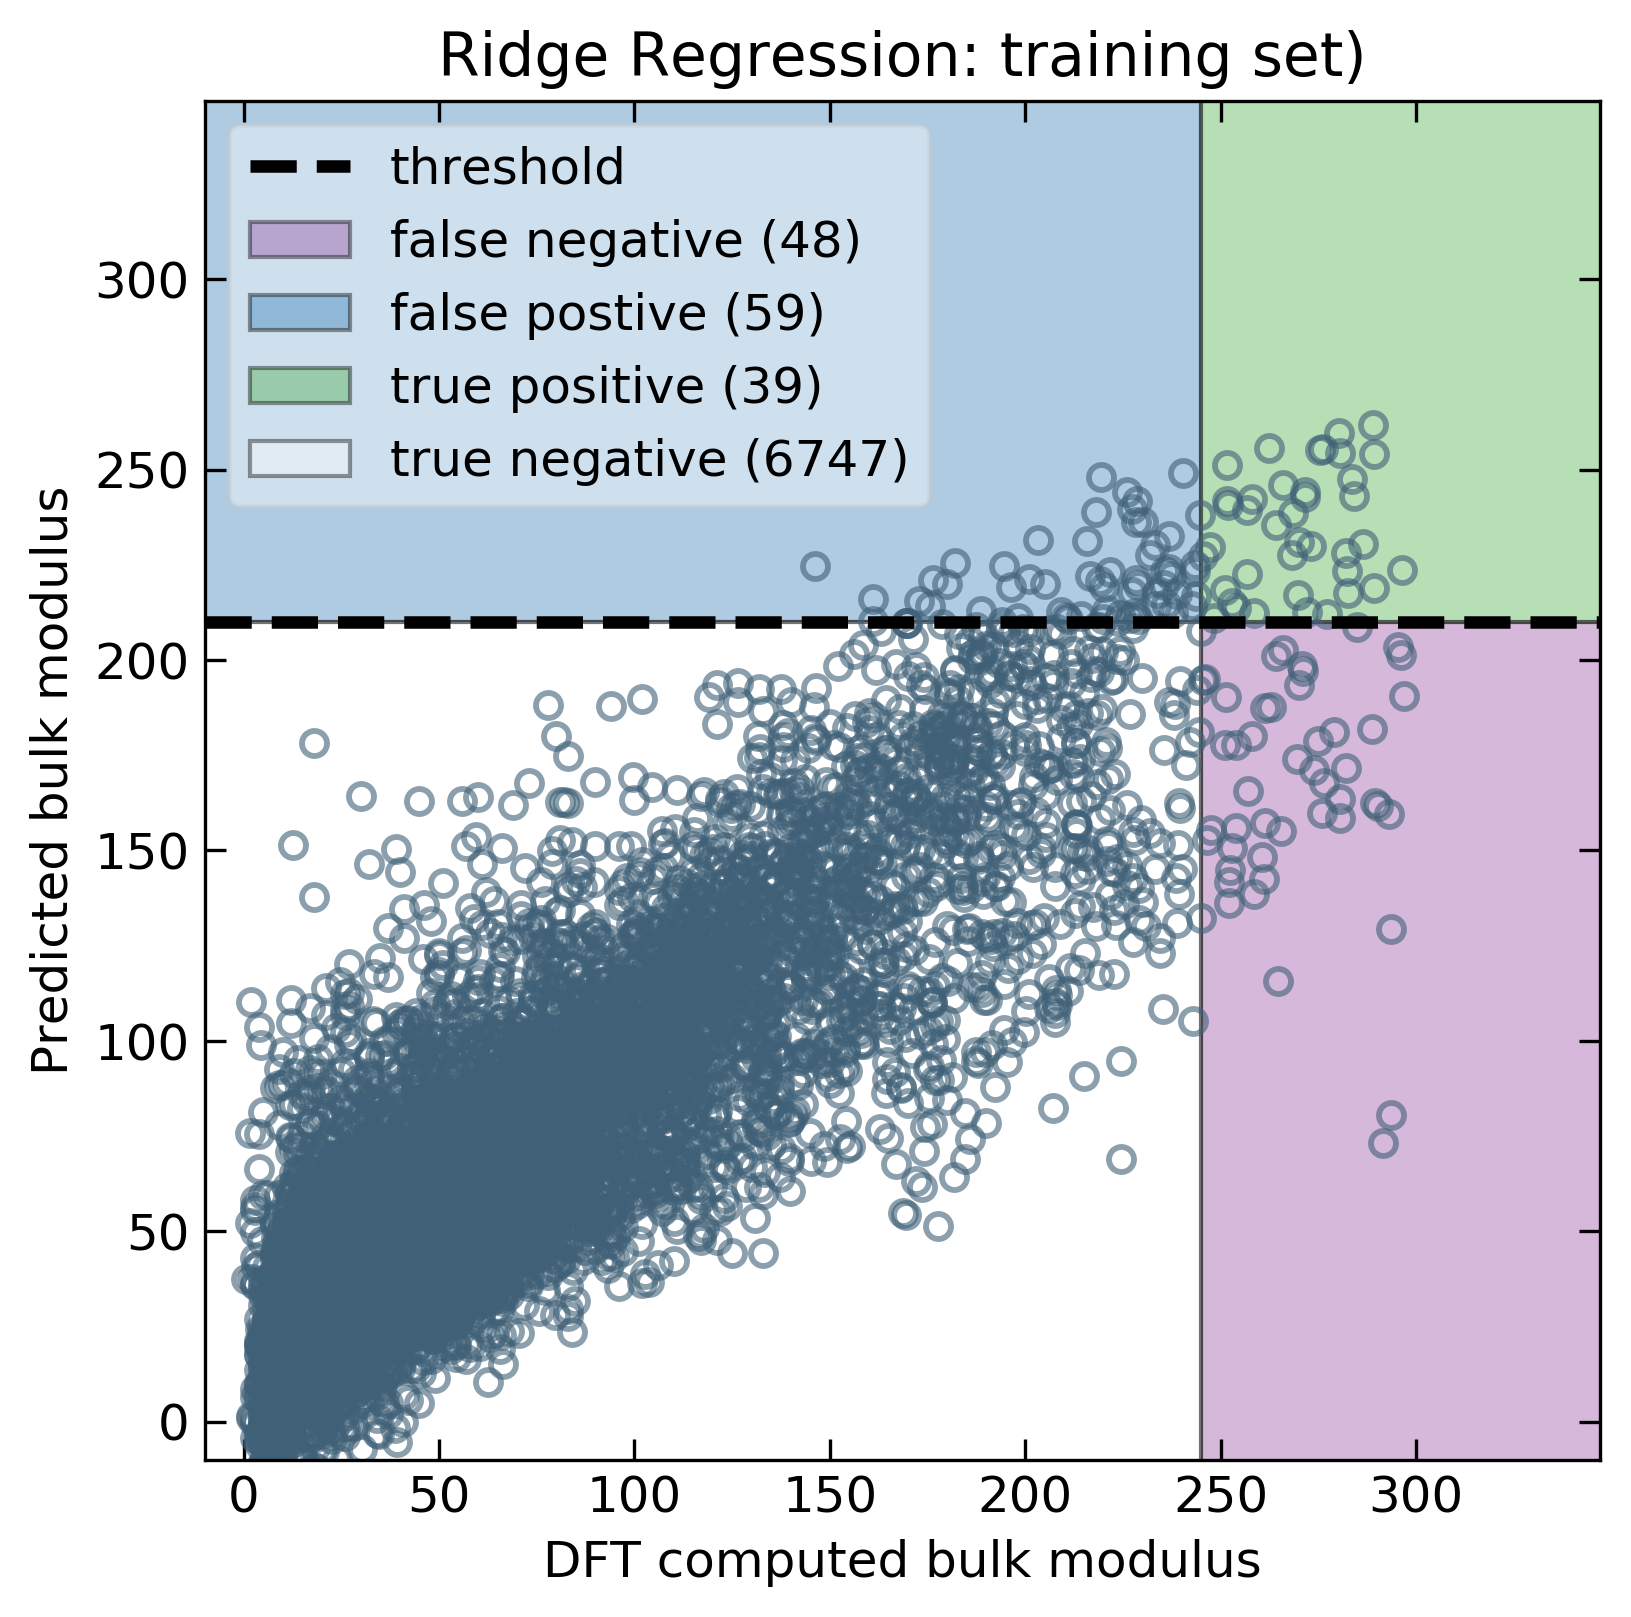 Ridge Regression: training set)
threshold
false negative (48)
false postive (59)
true positive (39)
true negative (6747)
Predicted bulk modulus
300
250
200
150
100
50
0
0 50 100 150 200 250 300
DFT computed bulk modulus